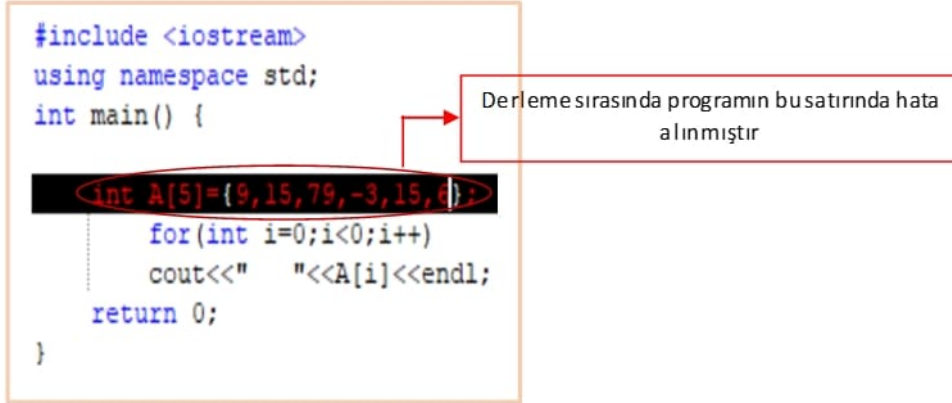 #include <iostream>
using namespace std;
int main() {
Derleme sırasında programın bu satırında hata
alınmıştır
int A[5]={9,15,79,-3,15,6};
for(int i=0;i<0;i++)
cout<<"   "<<A[i]<<endl;
return 0;
}